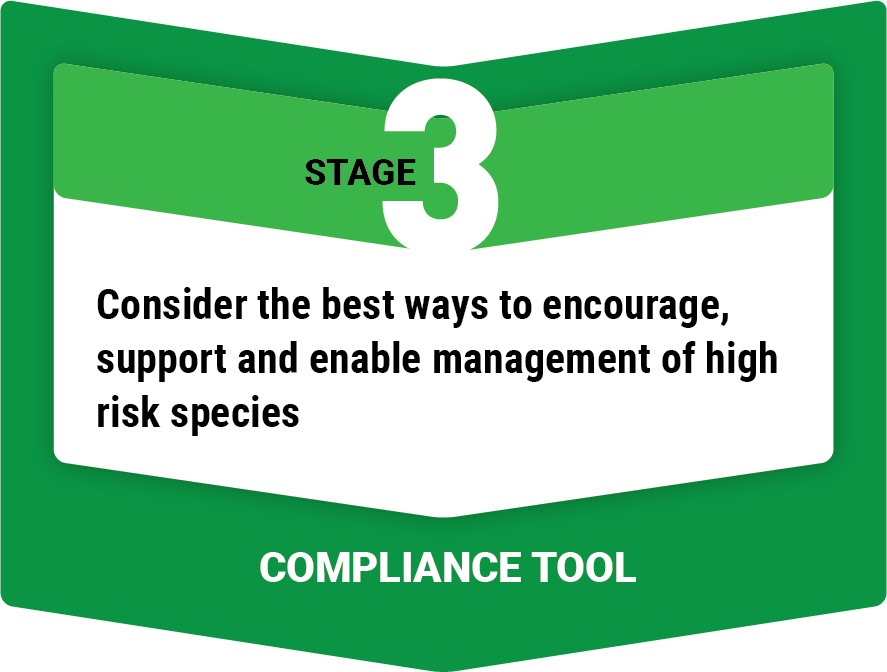 STAGE 3
Consider the best ways to encourage,
support and enable management of high
risk species
COMPLIANCE TOOL